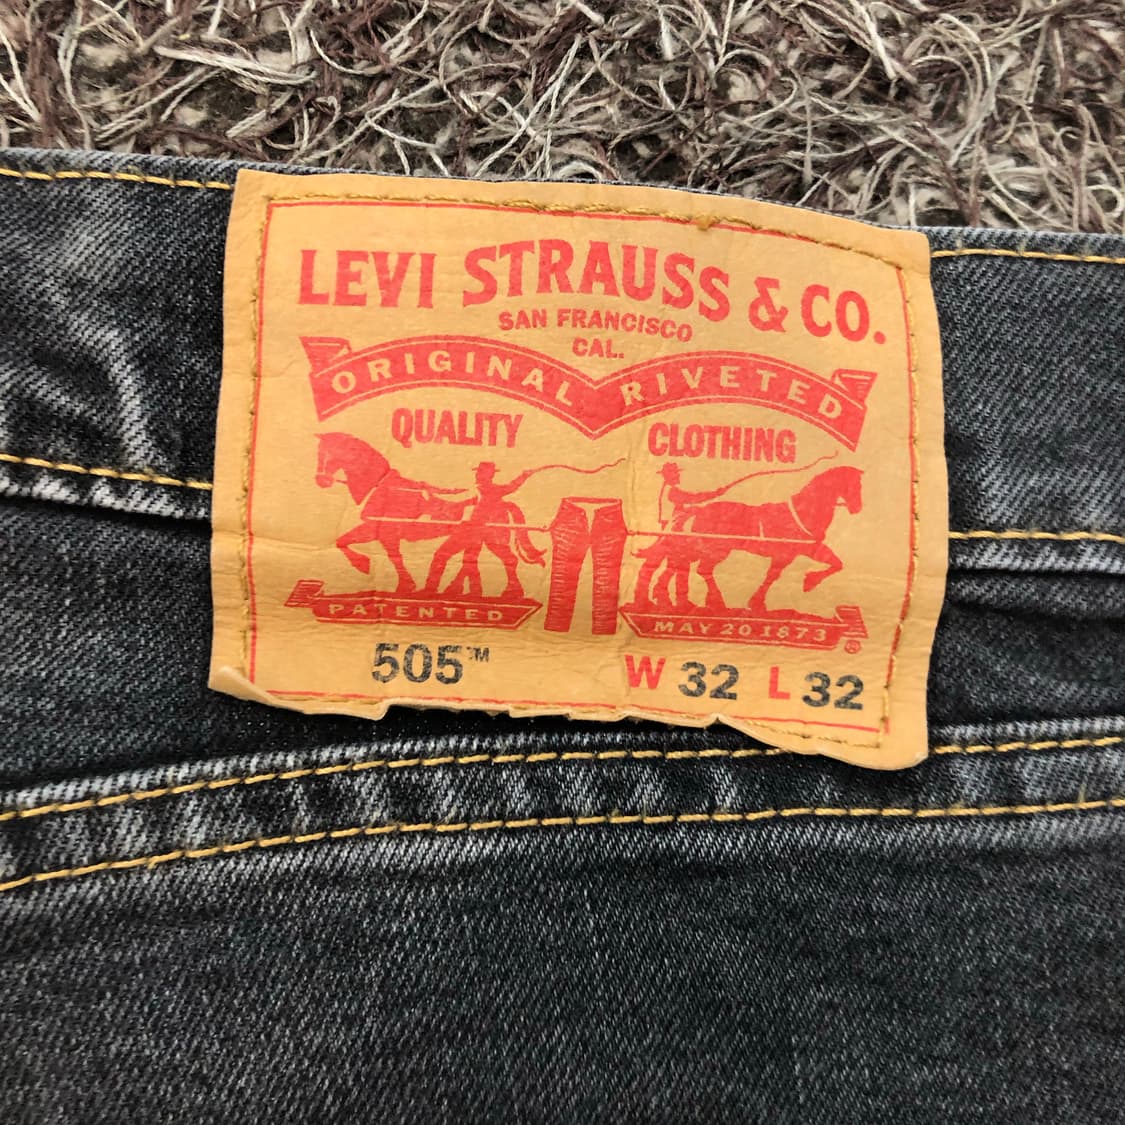 LEVI STRAUSS & CO.
SAN FRANCISCO
CAL.
ORIGINAL RIVETED
QUALITY CLOTHING
PATENTED MAY 20 1873 ®
505™ W 32 L 32